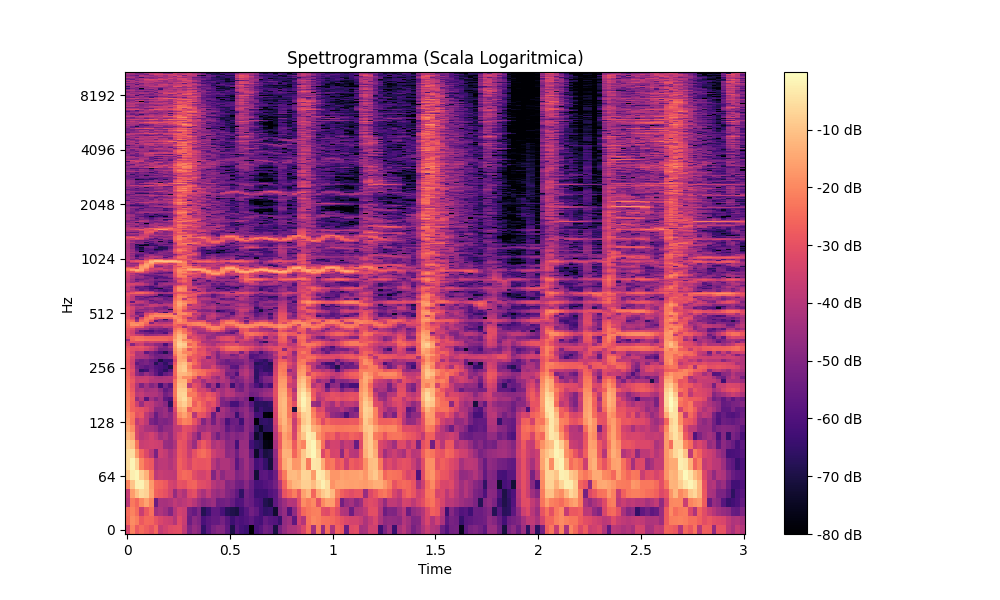 Spettrogramma (Scala Logaritmica)
8192
4096
2048
1024
512
256
128
64
0
Hz
0
0.5
1
1.5
2
2.5
3
Time
-10 dB
-20 dB
-30 dB
-40 dB
-50 dB
-60 dB
-70 dB
-80 dB